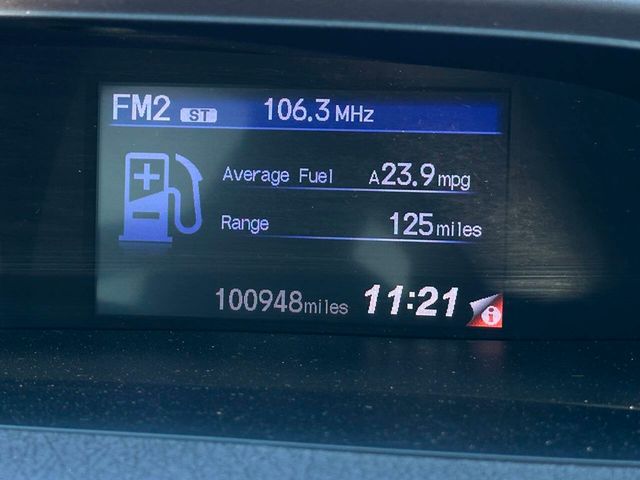 FM2 ST 106.3 MHz
Average Fuel A23.9 mpg
Range 125 miles
100948 miles 11:21 i